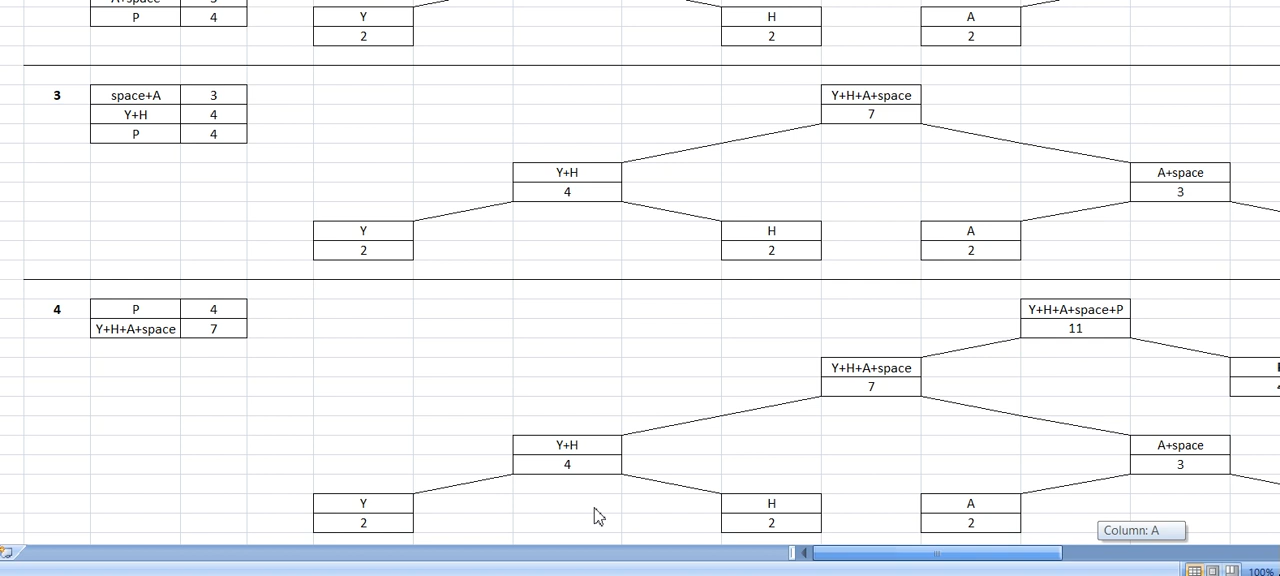 A+space 3
P 4
Y H A
2 2 2
3 space+A 3 Y+H+A+space
Y+H 4 7
P 4
Y+H A+space
4 3
Y H A
2 2 2
4 P 4 Y+H+A+space+P
Y+H+A+space 7 11
Y+H+A+space
7
Y+H A+space
4 3
Y H A
2 2 2
Column: A
100%